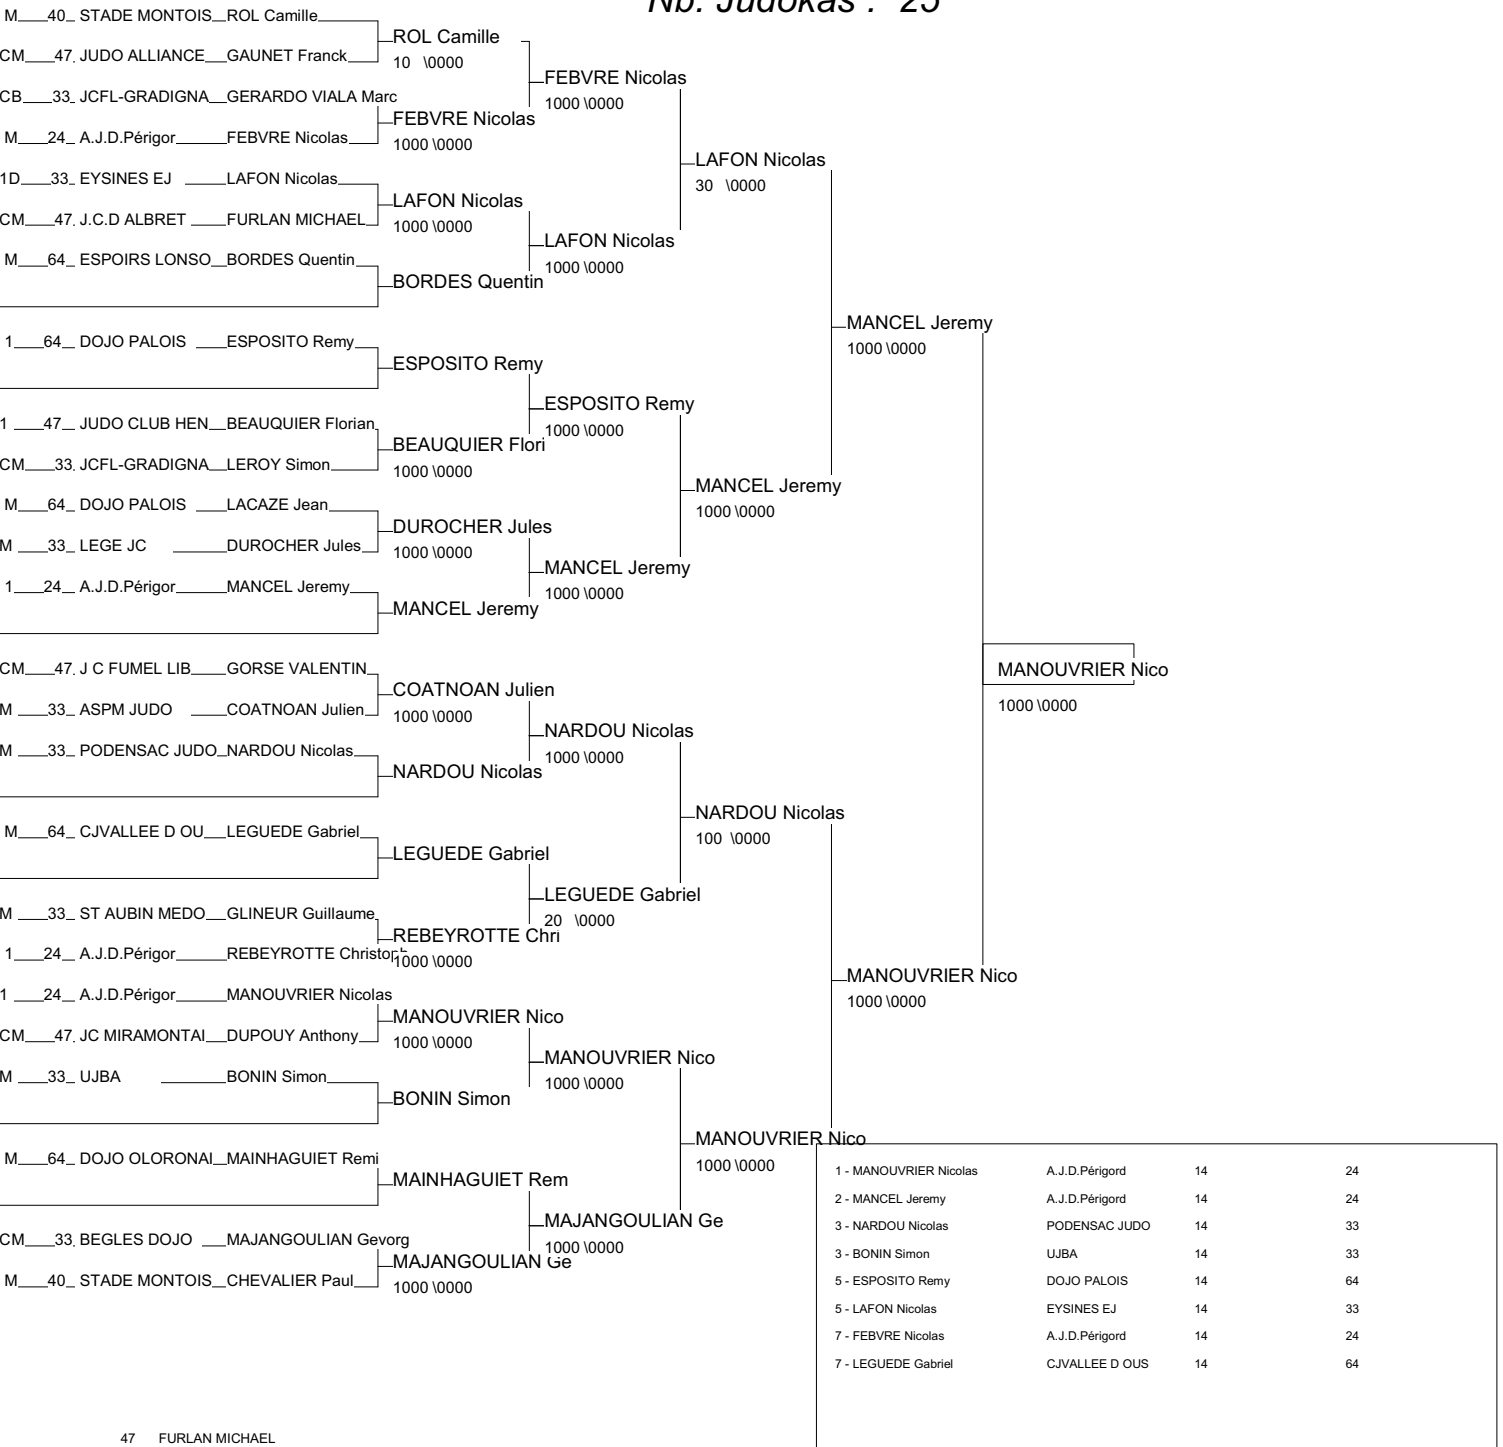 Nb. Judokas : 25
M 40 STADE MONTOIS ROL Camille
ROL Camille
CM 47 JUDO ALLIANCE GAUNET Franck
10 \0000
FEBVRE Nicolas
CB 33 JCFL-GRADIGNA GERARDO VIALA Marc
1000 \0000
FEBVRE Nicolas
M 24 A.J.D.Périgor FEBVRE Nicolas
1000 \0000
LAFON Nicolas
1D 33 EYSINES EJ LAFON Nicolas
30 \0000
LAFON Nicolas
CM 47 J.C.D ALBRET FURLAN MICHAEL
1000 \0000
LAFON Nicolas
M 64 ESPOIRS LONSO BORDES Quentin
1000 \0000
BORDES Quentin
MANCEL Jeremy
1 64 DOJO PALOIS ESPOSITO Remy
1000 \0000
ESPOSITO Remy
ESPOSITO Remy
1 47 JUDO CLUB HEN BEAUQUIER Florian
1000 \0000
BEAUQUIER Flori
CM 33 JCFL-GRADIGNA LEROY Simon
1000 \0000
MANCEL Jeremy
M 64 DOJO PALOIS LACAZE Jean
1000 \0000
DUROCHER Jules
M 33 LEGE JC DUROCHER Jules
1000 \0000
MANCEL Jeremy
1 24 A.J.D.Périgor MANCEL Jeremy
1000 \0000
MANCEL Jeremy
CM 47 J C FUMEL LIB GORSE VALENTIN
MANOUVRIER Nico
COATNOAN Julien
1000 \0000
M 33 ASPM JUDO COATNOAN Julien
1000 \0000
NARDOU Nicolas
M 33 PODENSAC JUDO NARDOU Nicolas
1000 \0000
NARDOU Nicolas
NARDOU Nicolas
M 64 CJVALLEE D OU LEGUEDE Gabriel
100 \0000
LEGUEDE Gabriel
LEGUEDE Gabriel
M 33 ST AUBIN MEDO GLINEUR Guillaume
20 \0000
REBEYROTTE Chri
1 24 A.J.D.Périgor REBEYROTTE Christoph
1000 \0000
MANOUVRIER Nico
1 24 A.J.D.Périgor MANOUVRIER Nicolas
1000 \0000
MANOUVRIER Nico
CM 47 JC MIRAMONTAI DUPOUY Anthony
1000 \0000
MANOUVRIER Nico
M 33 UJBA BONIN Simon
1000 \0000
BONIN Simon
MANOUVRIER Nico
M 64 DOJO OLORONAI MAINHAGUIET Remi
1000 \0000
MAINHAGUIET Rem
MAJANGOULIAN Ge
CM 33 BEGLES DOJO MAJANGOULIAN Gevorg
1000 \0000
MAJANGOULIAN Ge
M 40 STADE MONTOIS CHEVALIER Paul
1000 \0000
1 - MANOUVRIER Nicolas A.J.D.Périgord 14 24
2 - MANCEL Jeremy A.J.D.Périgord 14 24
3 - NARDOU Nicolas PODENSAC JUDO 14 33
3 - BONIN Simon UJBA 14 33
5 - ESPOSITO Remy DOJO PALOIS 14 64
5 - LAFON Nicolas EYSINES EJ 14 33
7 - FEBVRE Nicolas A.J.D.Périgord 14 24
7 - LEGUEDE Gabriel CJVALLEE D OUS 14 64
47 FURLAN MICHAEL